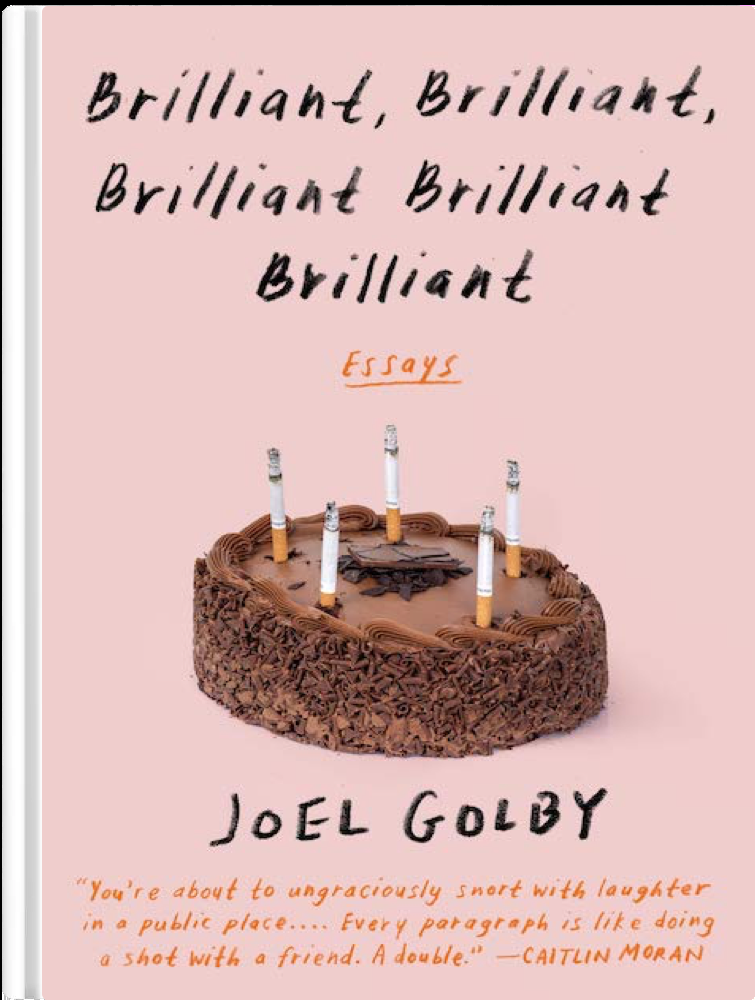 Brilliant, Brilliant,
Brilliant Brilliant
Brilliant
Essays
JOEL GOLBY
"You're about to ungraciously snort with laughter
in a public place.... Every paragraph is like doing
a shot with a friend. A double." —CAITLIN MORAN